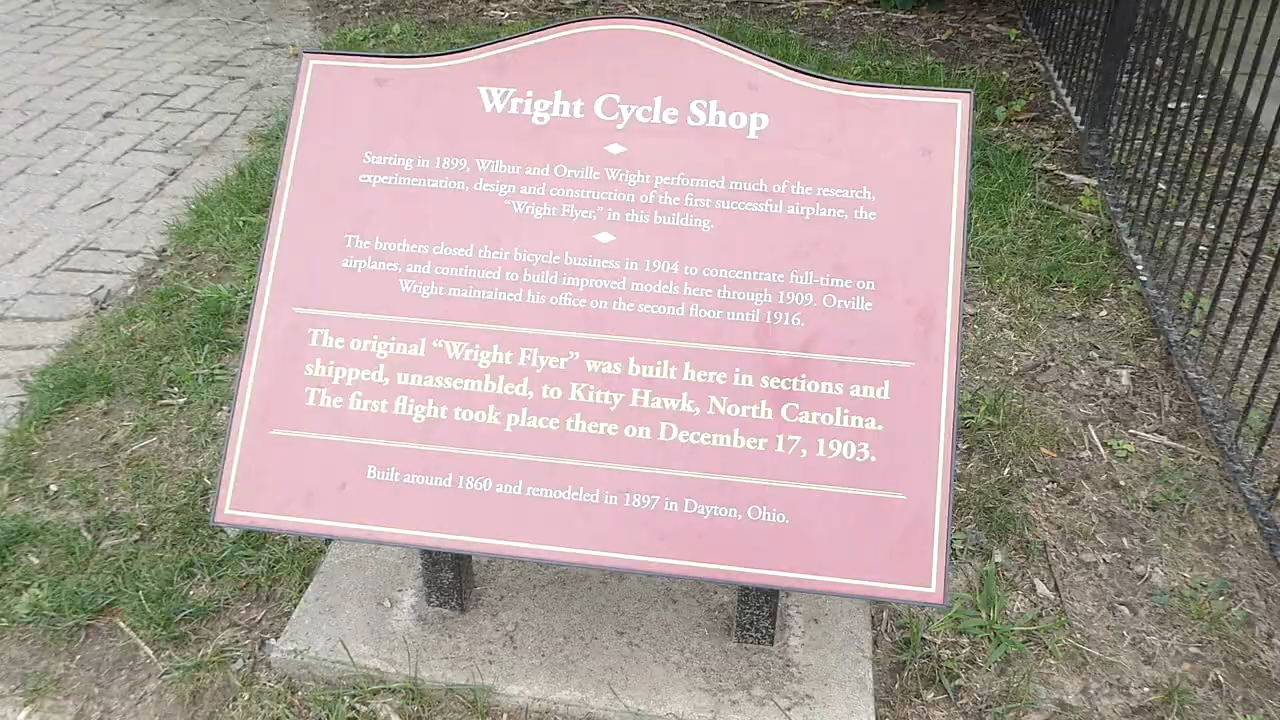 Wright Cycle Shop
Starting in 1899, Wilbur and Orville Wright performed much of the research,
experimentation, design and construction of the first successful airplane, the
“Wright Flyer,” in this building.
The brothers closed their bicycle business in 1904 to concentrate full-time on
airplanes, and continued to build improved models here through 1909. Orville
Wright maintained his office on the second floor until 1916.
The original “Wright Flyer” was built here in sections and
shipped, unassembled, to Kitty Hawk, North Carolina.
The first flight took place there on December 17, 1903.
Built around 1860 and remodeled in 1897 in Dayton, Ohio.